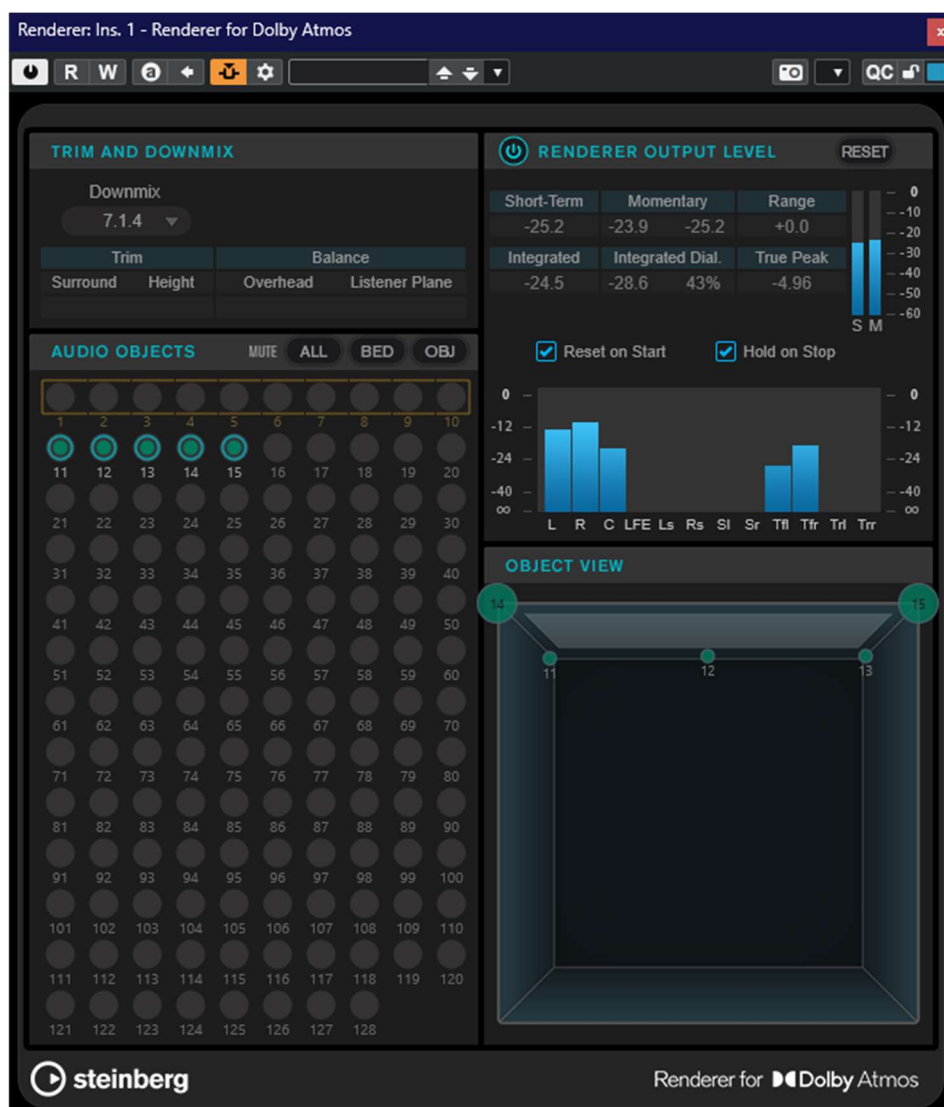 Renderer: Ins. 1 - Renderer for Dolby Atmos
R W a QC
TRIM AND DOWNMIX
Downmix
7.1.4
Trim Balance
Surround Height Overhead Listener Plane
RENDERER OUTPUT LEVEL RESET
Short-Term Momentary Range
-25.2 -23.9 -25.2 +0.0
Integrated Integrated Dial. True Peak
-24.5 -28.6 43% -4.96
0
-10
-20
-30
-40
-50
-60
S M
Reset on Start Hold on Stop
0 0
-12 -12
-24 -24
-40 -40
∞ ∞
L R C LFE Ls Rs Sl Sr Tfl Tfr Trl Trr
AUDIO OBJECTS MUTE ALL BED OBJ
1 2 3 4 5 6 7 8 9 10
11 12 13 14 15 16 17 18 19 20
21 22 23 24 25 26 27 28 29 30
31 32 33 34 35 36 37 38 39 40
41 42 43 44 45 46 47 48 49 50
51 52 53 54 55 56 57 58 59 60
61 62 63 64 65 66 67 68 69 70
71 72 73 74 75 76 77 78 79 80
81 82 83 84 85 86 87 88 89 90
91 92 93 94 95 96 97 98 99 100
101 102 103 104 105 106 107 108 109 110
111 112 113 114 115 116 117 118 119 120
121 122 123 124 125 126 127 128
OBJECT VIEW
14 15
11 12 13
steinberg
Renderer for Dolby Atmos